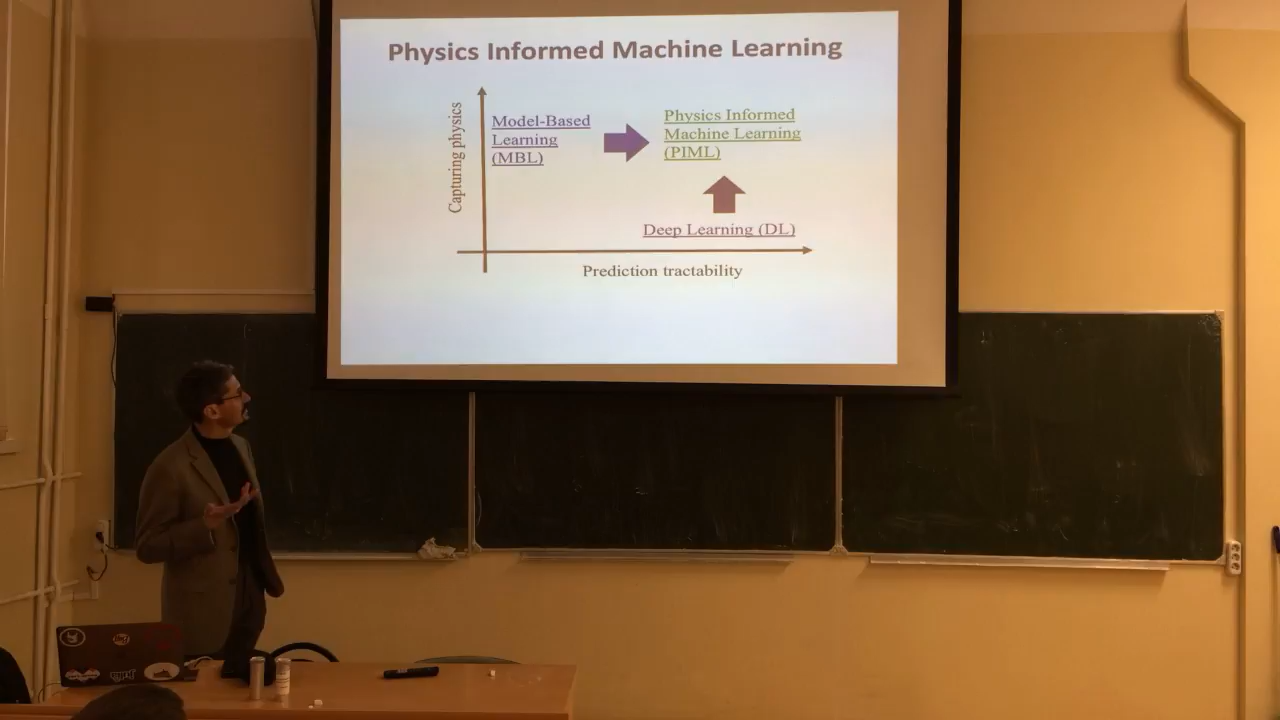 Physics Informed Machine Learning
Capturing physics
Model-Based
Learning
(MBL)
Physics Informed
Machine Learning
(PIML)
Deep Learning (DL)
Prediction tractability